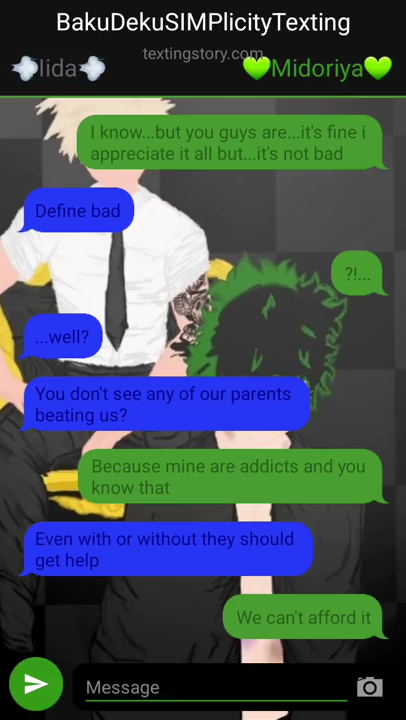 BakuDekuSIMPlicityTexting
textingstory.com
💨Iida💨
💚Midoriya💚
I know...but you guys are...it's fine i
appreciate it all but...it's not bad
Define bad
?!...
...well?
You don't see any of our parents
beating us?
Because mine are addicts and you
know that
Even with or without they should
get help
We can't afford it
Message